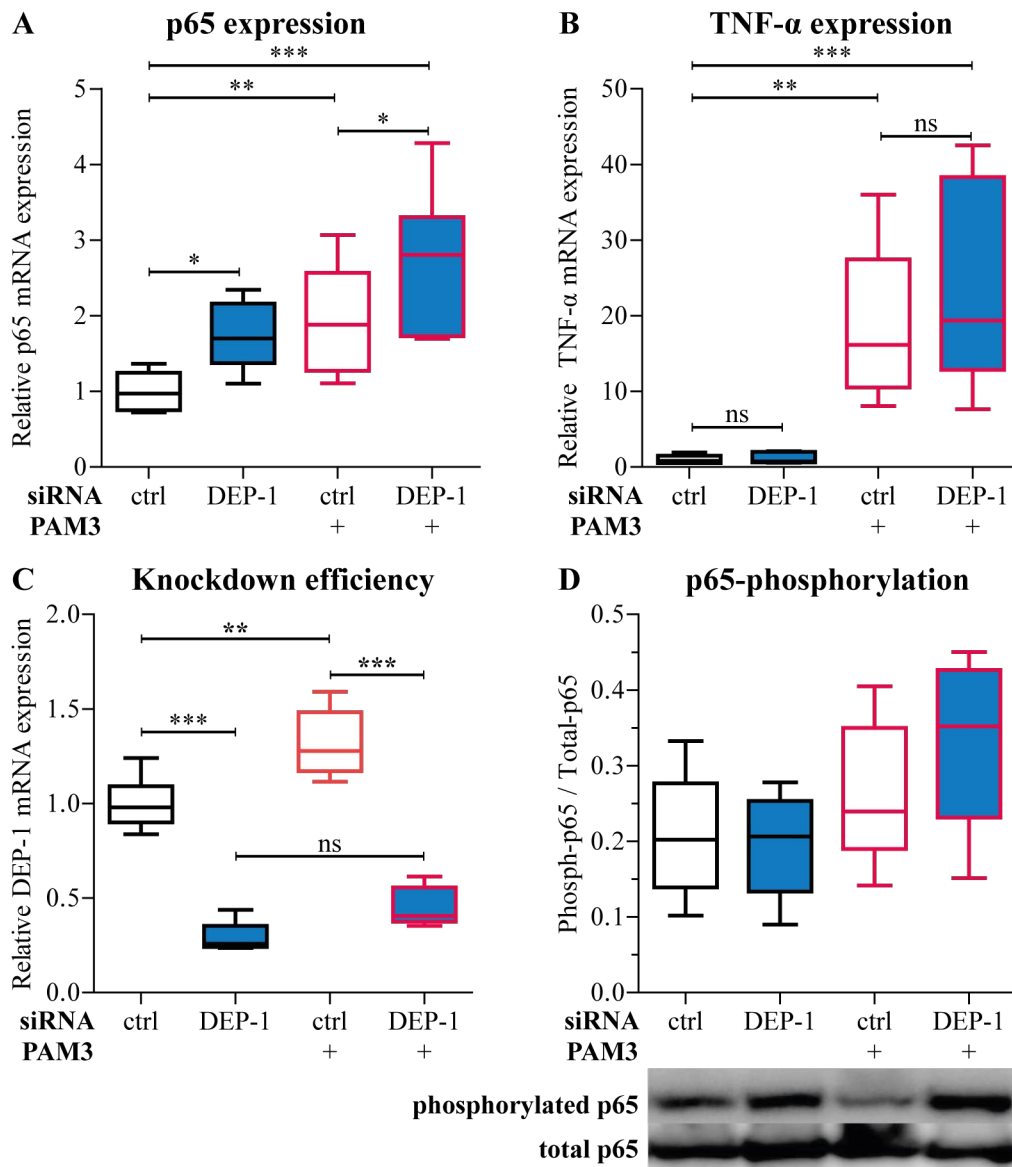 A p65 expression
Relative p65 mRNA expression
***
**
*
*
5
4
3
2
1
0
siRNA ctrl DEP-1 ctrl DEP-1
PAM3 + +
B TNF-α expression
Relative TNF-α mRNA expression
***
**
ns
ns
50
40
30
20
10
0
ctrl DEP-1 ctrl DEP-1
siRNA
PAM3 + +
C Knockdown efficiency
Relative DEP-1 mRNA expression
**
***
***
ns
2.0
1.5
1.0
0.5
0.0
siRNA ctrl DEP-1 ctrl DEP-1
PAM3 + +
D p65-phosphorylation
Phosph-p65 / Total-p65
0.5
0.4
0.3
0.2
0.1
0.0
siRNA ctrl DEP-1 ctrl DEP-1
PAM3 + +
phosphorylated p65
total p65